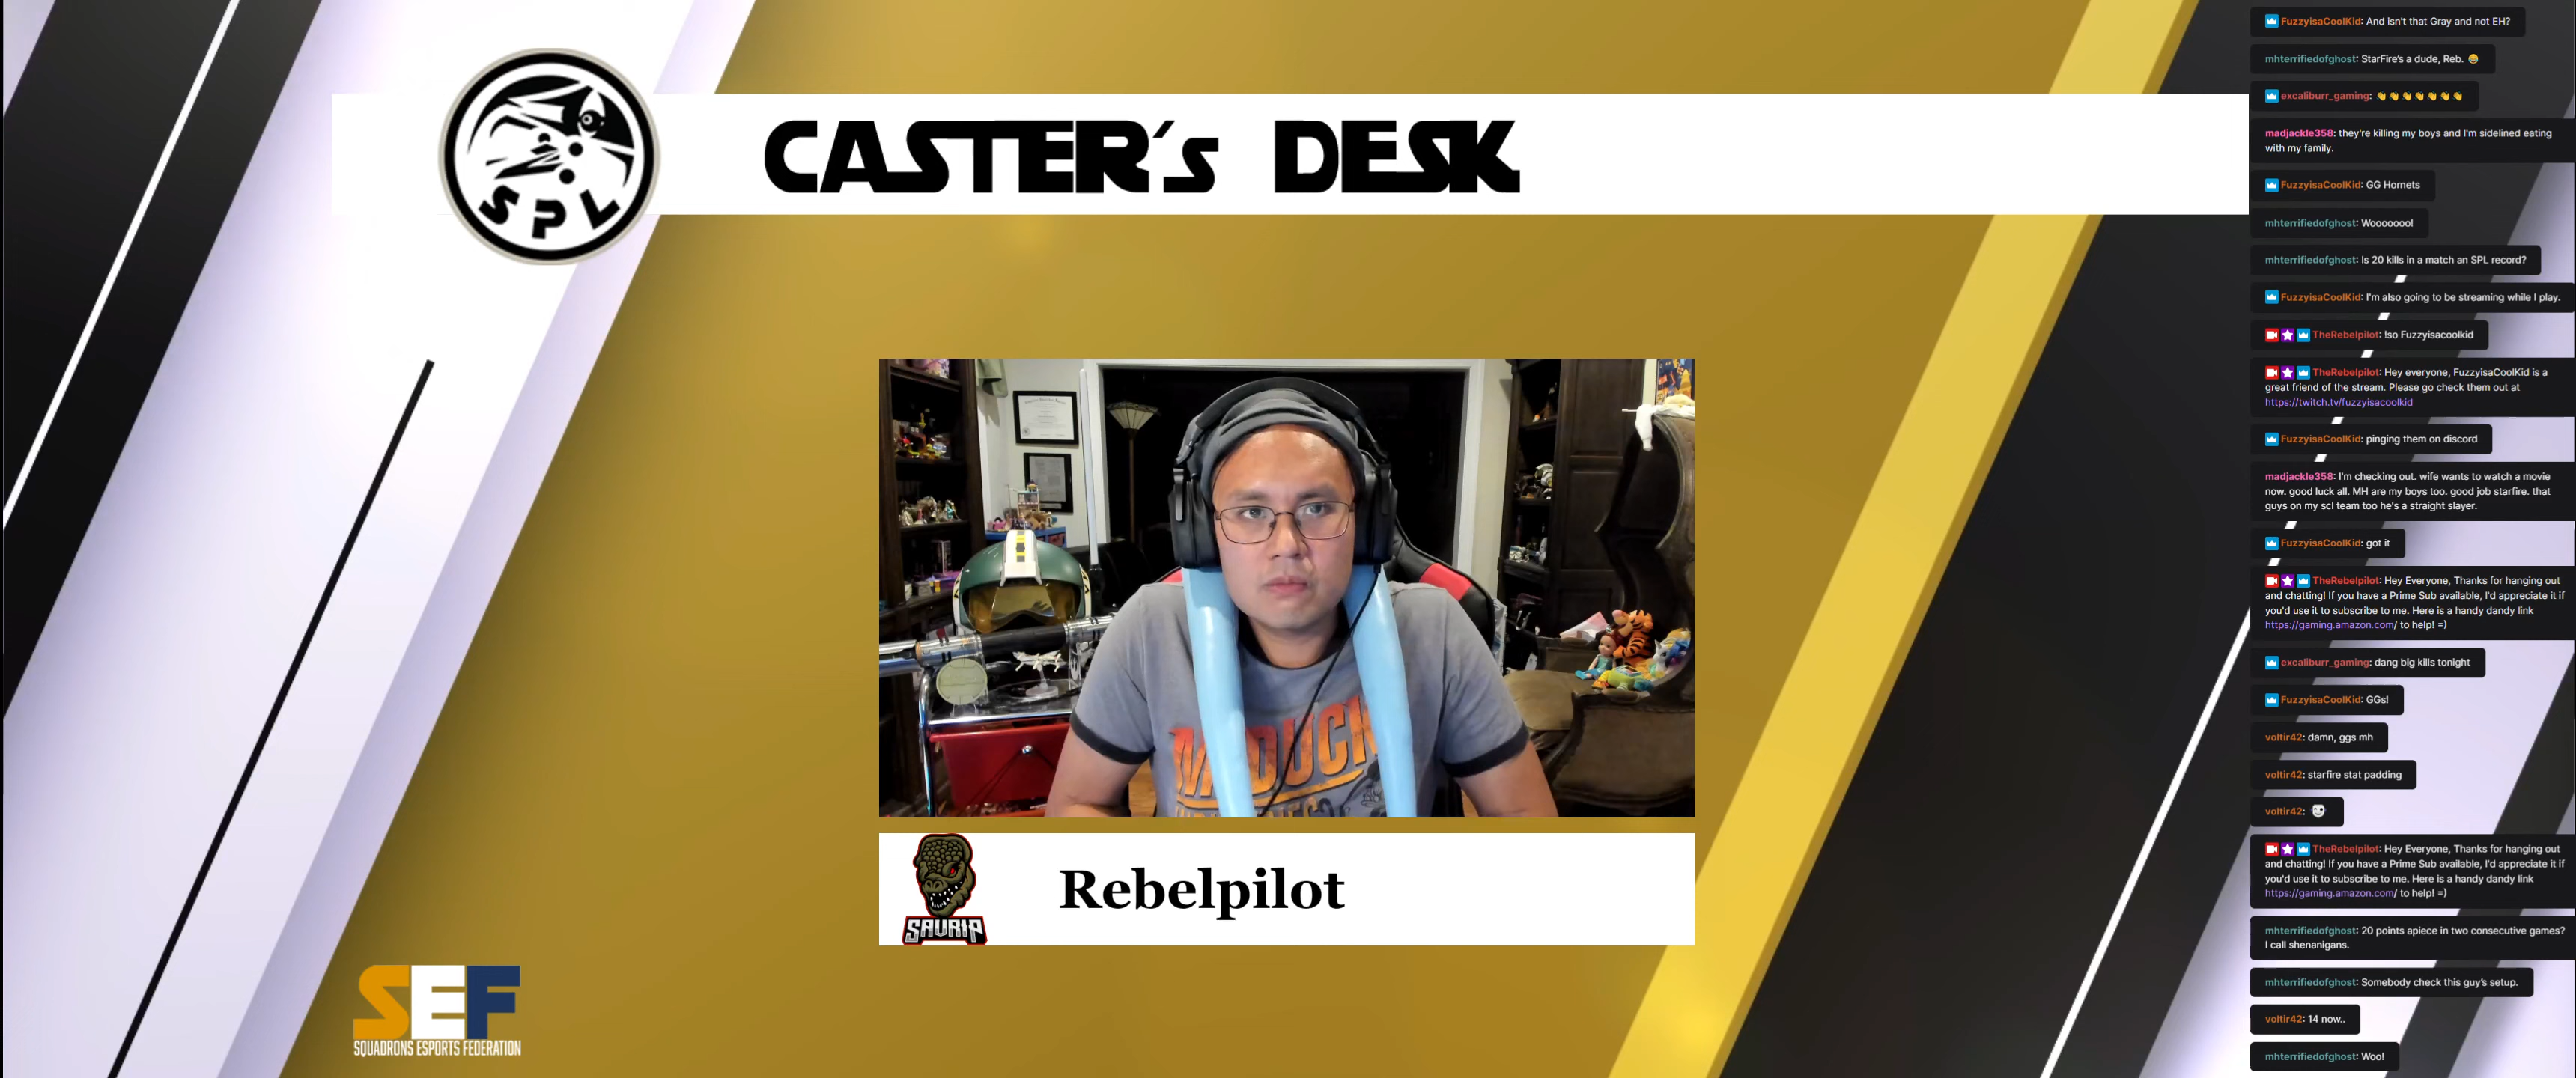 SPL
CASTER's DESK
MADUCK
Rebelpilot
SAURIP
SEF
SQUADRONS ESPORTS FEDERATION
FuzzyisaCoolKid: And isn't that Gray and not EH?
mhterrifiedofghost: StarFire's a dude, Reb. 😂
excaliburr_gaming: 👏 👏 👏 👏 👏 👏 👏
madjackle358: they're killing my boys and I'm sidelined eating
with my family.
FuzzyisaCoolKid: GG Hornets
mhterrifiedofghost: Wooooooo!
mhterrifiedofghost: Is 20 kills in a match an SPL record?
FuzzyisaCoolKid: I'm also going to be streaming while I play.
TheRebelpilot: !so Fuzzyisacoolkid
TheRebelpilot: Hey everyone, FuzzyisaCoolKid is a
great friend of the stream. Please go check them out at
https://twitch.tv/fuzzyisacoolkid
FuzzyisaCoolKid: pinging them on discord
madjackle358: I'm checking out. wife wants to watch a movie
now. good luck all. MH are my boys too. good job starfire. that
guys on my scl team too he's a straight slayer.
FuzzyisaCoolKid: got it
TheRebelpilot: Hey Everyone, Thanks for hanging out
and chatting! If you have a Prime Sub available, I'd appreciate it if
you'd use it to subscribe to me. Here is a handy dandy link
https://gaming.amazon.com/ to help! =)
excaliburr_gaming: dang big kills tonight
FuzzyisaCoolKid: GGs!
voltir42: damn, ggs mh
voltir42: starfire stat padding
voltir42:
TheRebelpilot: Hey Everyone, Thanks for hanging out
and chatting! If you have a Prime Sub available, I'd appreciate it if
you'd use it to subscribe to me. Here is a handy dandy link
https://gaming.amazon.com/ to help! =)
mhterrifiedofghost: 20 points apiece in two consecutive games?
I call shenanigans.
mhterrifiedofghost: Somebody check this guy's setup.
voltir42: 14 now..
mhterrifiedofghost: Woo!